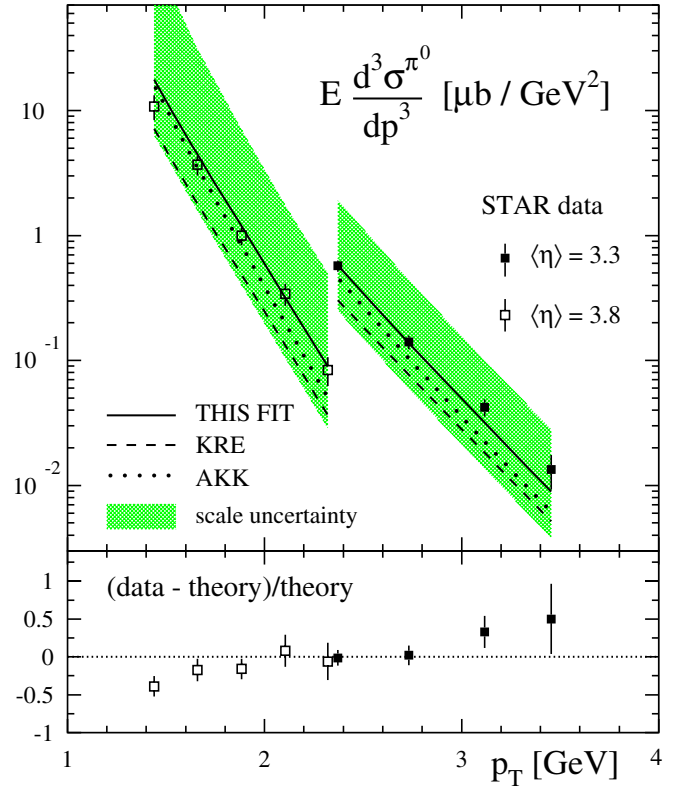 E d³σ^π⁰ / dp³ [μb / GeV²]
10
1
10⁻¹
10⁻²
STAR data
⟨η⟩ = 3.3
⟨η⟩ = 3.8
THIS FIT
KRE
AKK
scale uncertainty
(data - theory)/theory
1
0.5
0
-0.5
-1
1 2 3 4
p_T [GeV]